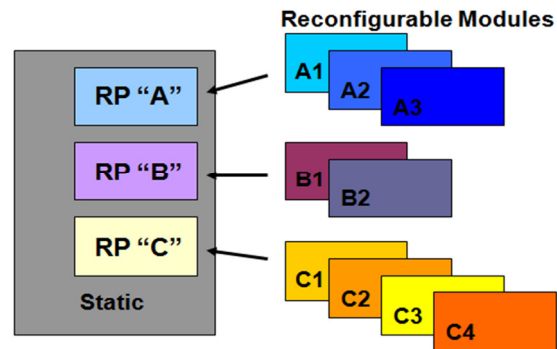 Reconfigurable Modules
RP “A”
A1
A2
A3
RP “B”
B1
B2
RP “C”
C1
C2
C3
C4
Static